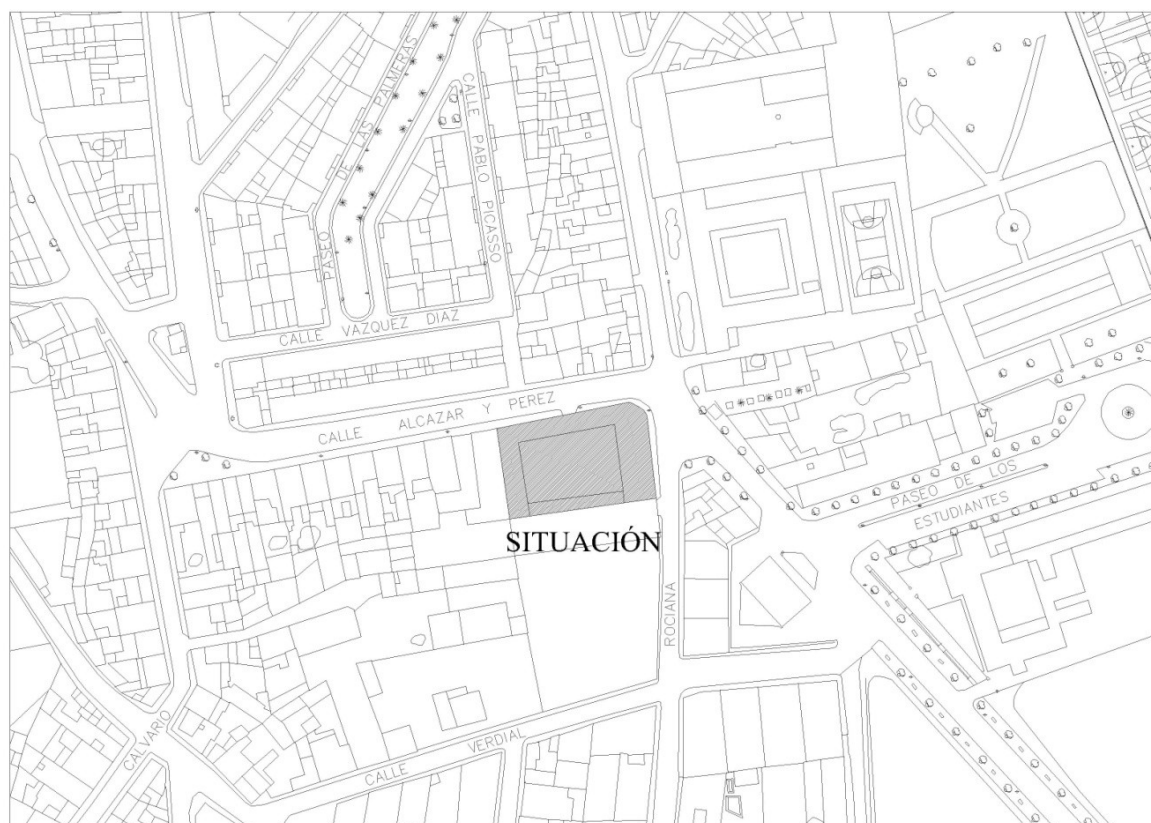 PASEO DE LAS PALMERAS
CALLE PABLO PICASSO
CALLE VAZQUEZ DIAZ
CALLE ALCAZAR Y PEREZ
PASEO DE LOS
ESTUDIANTES
SITUACIÓN
ROCIANA
CALVARIO
CALLE VERDIAL